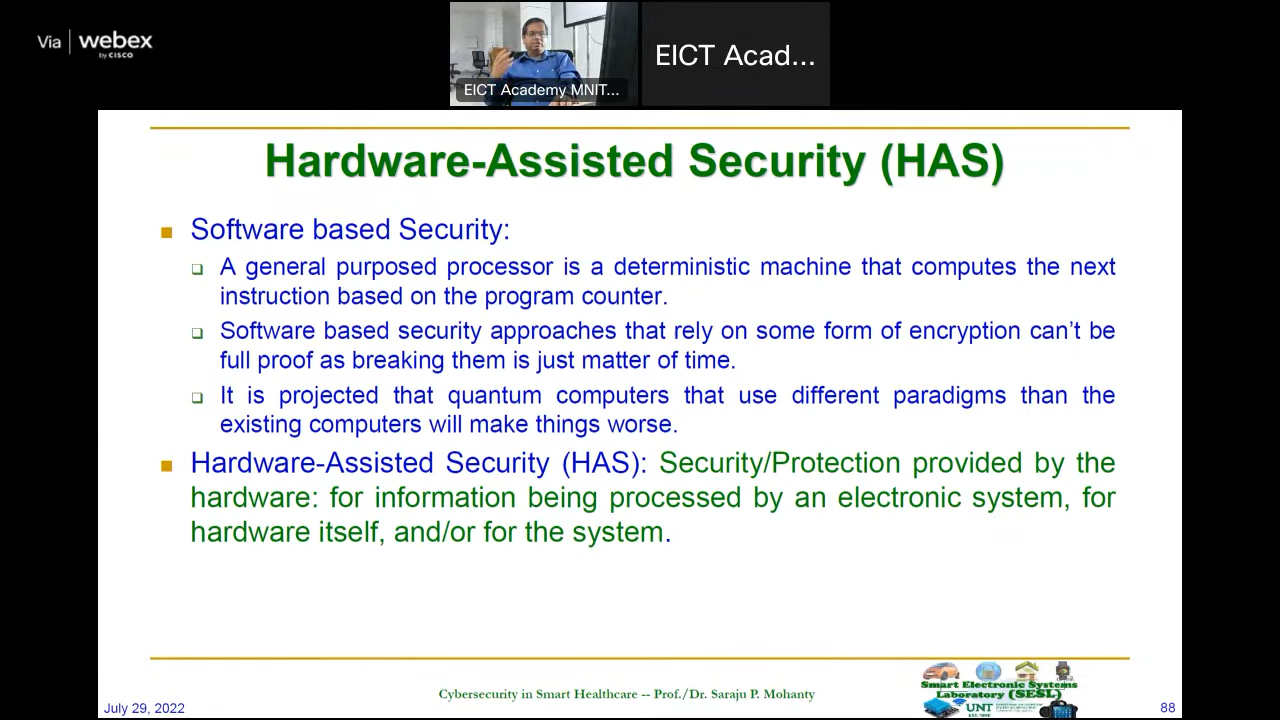 Via | webex
by CISCO
EICT Academy MNIT...
EICT Acad...
Hardware-Assisted Security (HAS)
Software based Security:
A general purposed processor is a deterministic machine that computes the next
instruction based on the program counter.
Software based security approaches that rely on some form of encryption can't be
full proof as breaking them is just matter of time.
It is projected that quantum computers that use different paradigms than the
existing computers will make things worse.
Hardware-Assisted Security (HAS): Security/Protection provided by the
hardware: for information being processed by an electronic system, for
hardware itself, and/or for the system.
July 29, 2022
Cybersecurity in Smart Healthcare -- Prof./Dr. Saraju P. Mohanty
Smart Electronic Systems
Laboratory (SESL)
UNT
EST. 1890
88